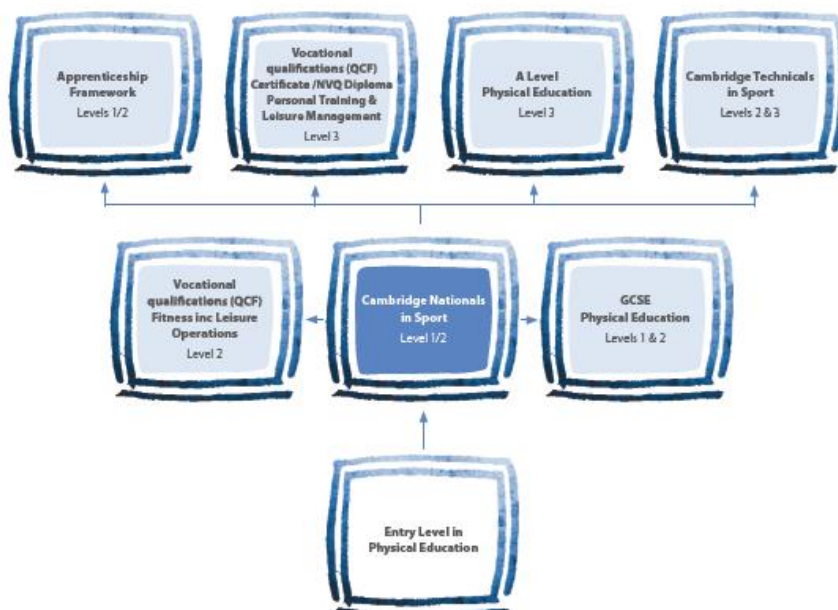 Apprenticeship
Framework
Levels 1/2
Vocational
qualifications (QCF)
Certificate /NVQ Diploma
Personal Training &
Leisure Management
Level 3
A Level
Physical Education
Level 3
Cambridge Technicals
in Sport
Levels 2 & 3
Vocational
qualifications (QCF)
Fitness inc Leisure
Operations
Level 2
Cambridge Nationals
in Sport
Level 1/2
GCSE
Physical Education
Levels 1 & 2
Entry Level in
Physical Education